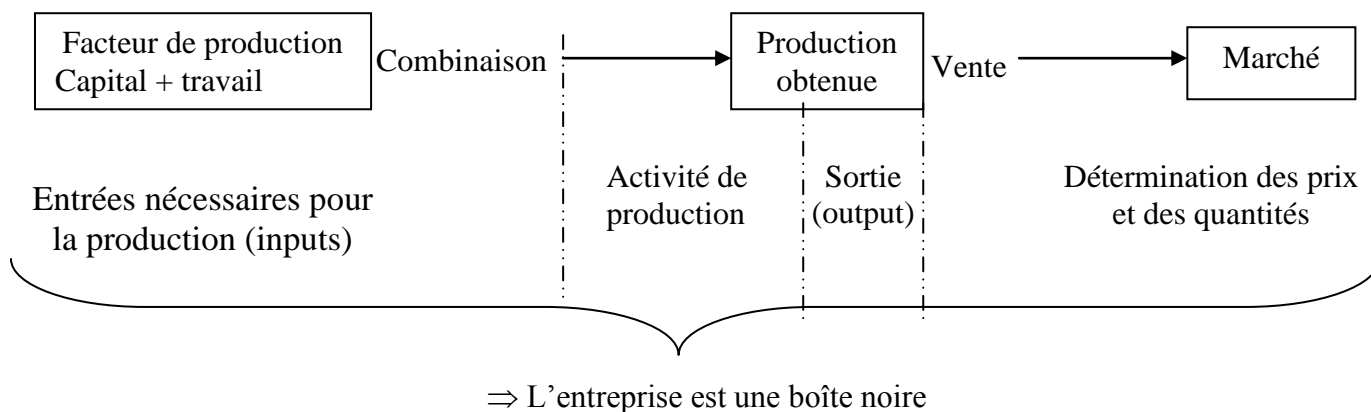 Facteur de production
Capital + travail
Combinaison
Production
obtenue
Vente
Marché
Entrées nécessaires pour
la production (inputs)
Activité de
production
Sortie
(output)
Détermination des prix
et des quantités
⇒ L’entreprise est une boîte noire